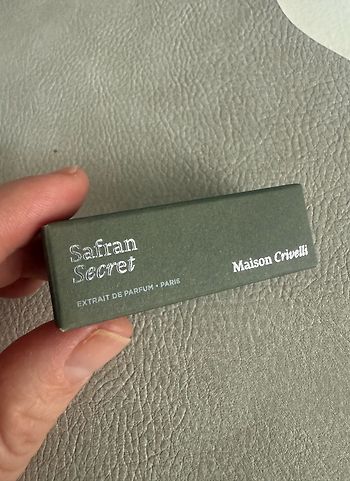 Safran
Secret
EXTRAIT DE PARFUM • PARIS
Maison Crivelli